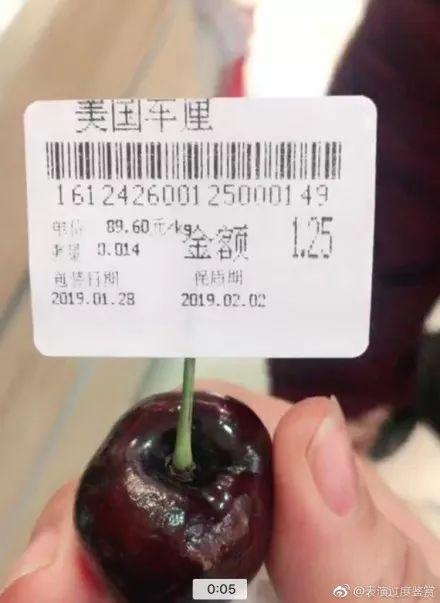 美国车厘
161242600125000149
单价 89.60元/kg 金额 1.25
重量 0.014
包装日期 保质期
2019.01.28 2019.02.02
0:05
@表演过度鉴赏